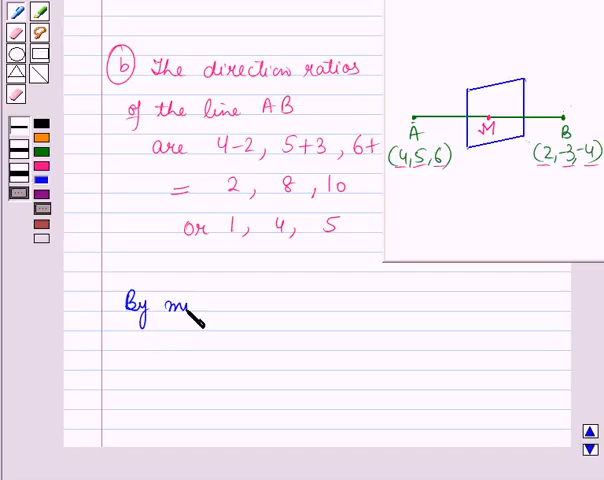 b The direction ratios
of the line AB
are 4-2, 5+3, 6+
= 2, 8, 10
or 1, 4, 5
By m
A
M
B
(4,5,6)
(2,-3,-4)